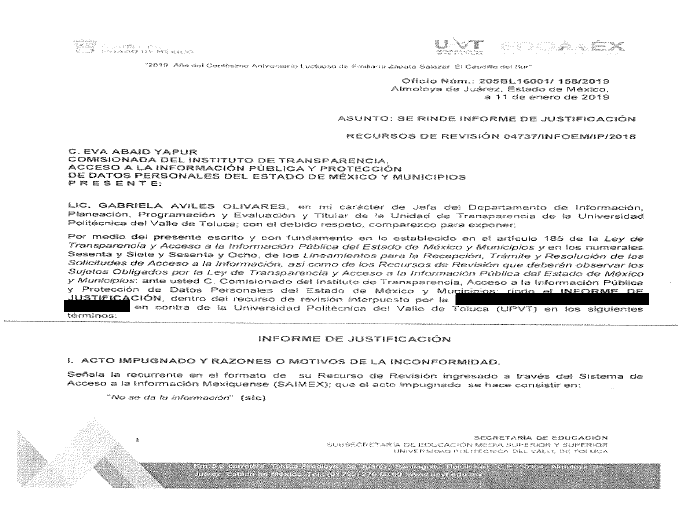 ESTADO DE MÉXICO
UVT EDOMÉX
"2019. Año del Centésimo Aniversario Luctuoso de Emiliano Zapata Salazar. El Caudillo del Sur"
Oficio Núm.: 205BL16001/ 158/2019
Almoloya de Juárez, Estado de México,
a 11 de enero de 2019
ASUNTO: SE RINDE INFORME DE JUSTIFICACIÓN
RECURSOS DE REVISIÓN 04737/INFOEM/IP/2018
C. EVA ABAID YAPUR
COMISIONADA DEL INSTITUTO DE TRANSPARENCIA,
ACCESO A LA INFORMACIÓN PÚBLICA Y PROTECCIÓN
DE DATOS PERSONALES DEL ESTADO DE MÉXICO Y MUNICIPIOS
P R E S E N T E:
LIC. GABRIELA AVILES OLIVARES, en mi carácter de Jefa del Departamento de Información,
Planeación, Programación y Evaluación y Titular de la Unidad de Transparencia de la Universidad
Politécnica del Valle de Toluca; con el debido respeto, comparezco para exponer:
Por medio del presente escrito y con fundamento en lo establecido en el artículo 185 de la Ley de
Transparencia y Acceso a la Información Pública del Estado de México y Municipios y en los numerales
Sesenta y Siete y Sesenta y Ocho, de los Lineamientos para la Recepción, Trámite y Resolución de las
Solicitudes de Acceso a la Información, así como de los Recursos de Revisión que deberán observar los
Sujetos Obligados por la Ley de Transparencia y Acceso a la Información Pública del Estado de México
y Municipios; ante usted C. Comisionada del Instituto de Transparencia, Acceso a la Información Pública
y Protección de Datos Personales del Estado de México y Municipios; rindo el INFORME DE
JUSTIFICACIÓN, dentro del recurso de revisión interpuesto por la
en contra de la Universidad Politécnica del Valle de Toluca (UPVT) en los siguientes
términos:
INFORME DE JUSTIFICACIÓN
I. ACTO IMPUGNADO Y RAZONES O MOTIVOS DE LA INCONFORMIDAD.
Señala la recurrente en el formato de su Recurso de Revisión ingresado a través del Sistema de
Acceso a la Información Mexiquense (SAIMEX); que el acto impugnado se hace consistir en:
"No se da la información" (sic)
SECRETARÍA DE EDUCACIÓN
SUBSECRETARÍA DE EDUCACIÓN MEDIA SUPERIOR Y SUPERIOR
UNIVERSIDAD POLITÉCNICA DEL VALLE DE TOLUCA